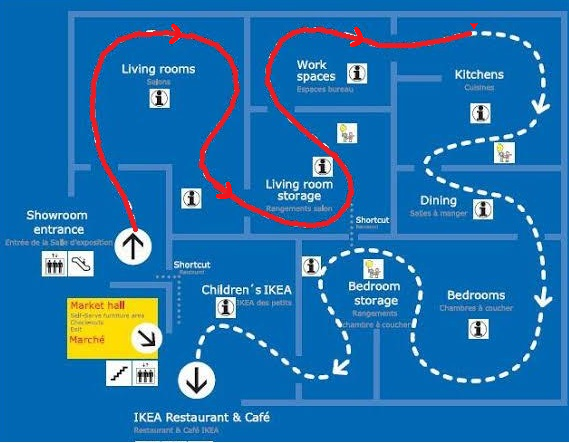 Living rooms
Salons
Work
spaces
Espaces bureau
Kitchens
Cuisines
Living room
storage
Rangements salon
Dining
Salles à manger
Showroom
entrance
Entrée de la Salle d'exposition
Shortcut
Raccourci
Shortcut
Raccourci
Children´s IKEA
IKEA des petits
Bedroom
storage
Rangements
chambre à coucher
Bedrooms
Chambres à coucher
Market hall
Self-Serve furniture area
Checkouts
Exit
Marché
IKEA Restaurant & Café
Restaurant & Café IKEA